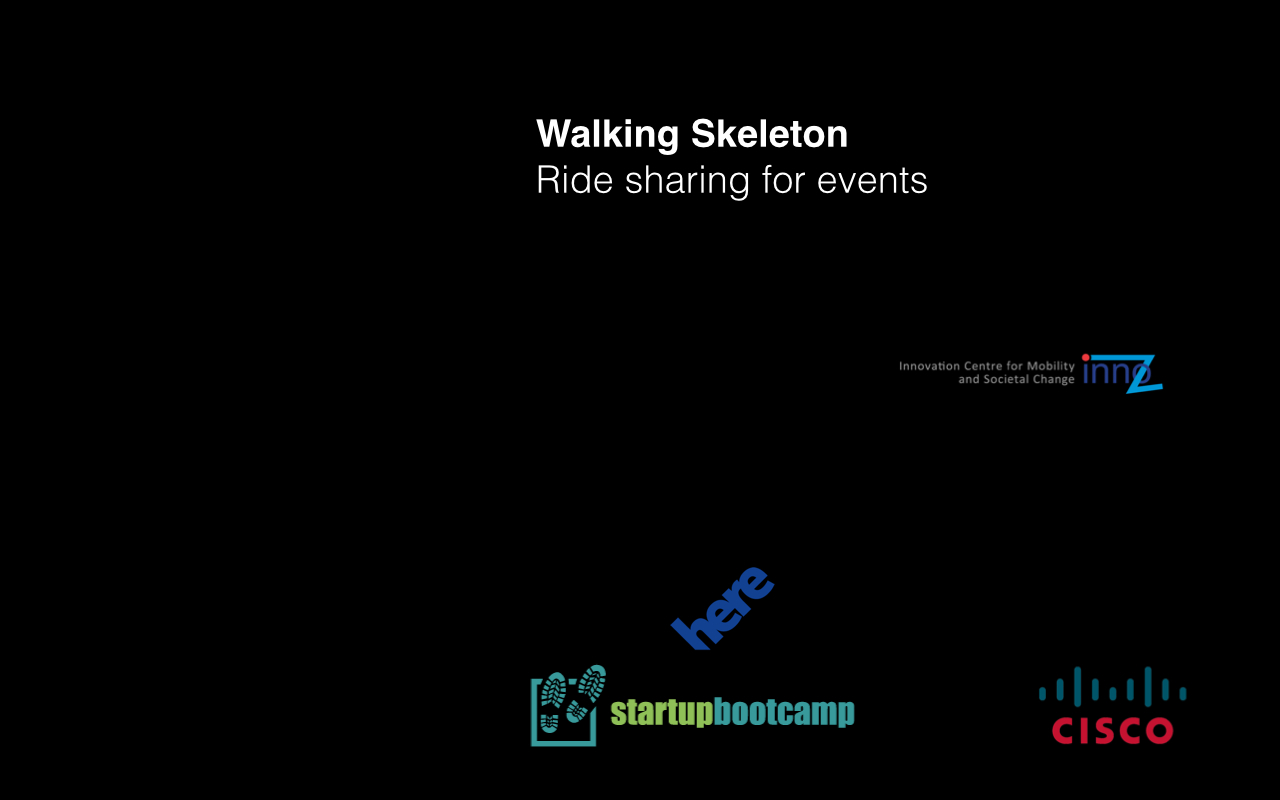 Walking Skeleton
Ride sharing for events
Innovation Centre for Mobility
and Societal Change
innoZ
here
startupbootcamp
CISCO